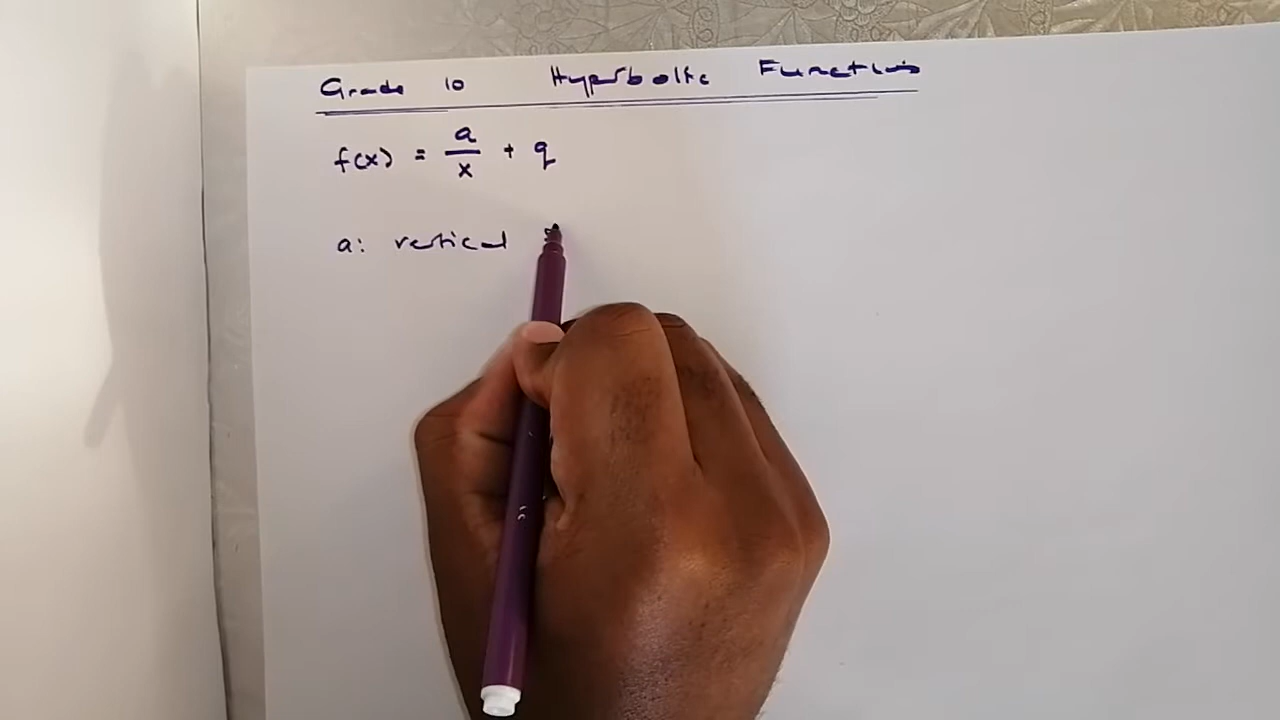 Grade 10 Hyperbolic Functions
f(x) = a/x + q
a: vertical